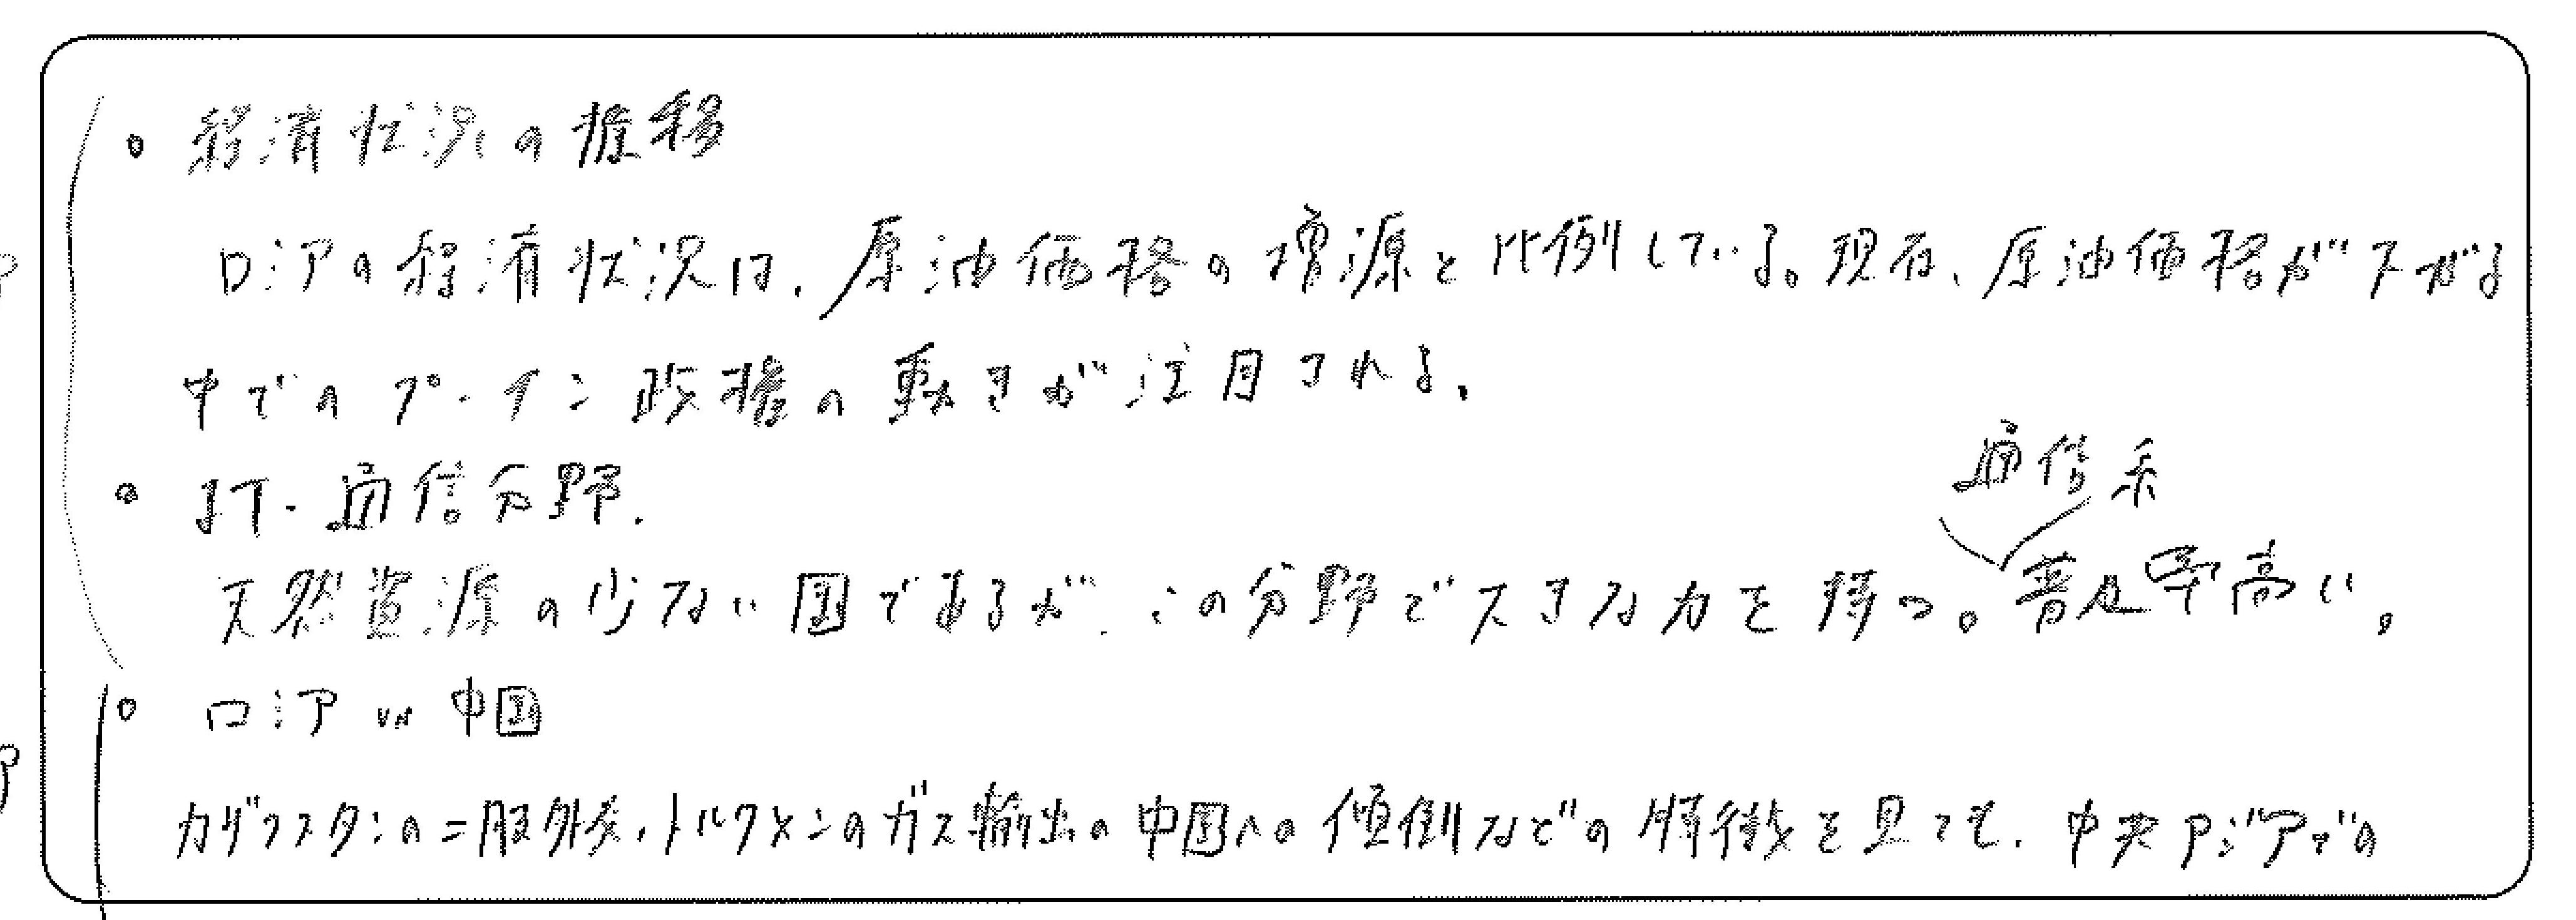 。経済状況の推移
ロシアの経済状況は、原油価格の増源と比例している。現在、原油価格が下がる
中でのプーチン政権の動きが注目される。
。IT・通信分野.
通信系
天然資源の少ない国であるが、この分野で大きな力を持つ。普及率高い。
。ロシア vs 中国
カザフスタンの二股外交、トルクメンのガス輸出の中国への傾倒などの特徴を見ても、中央アジアでの